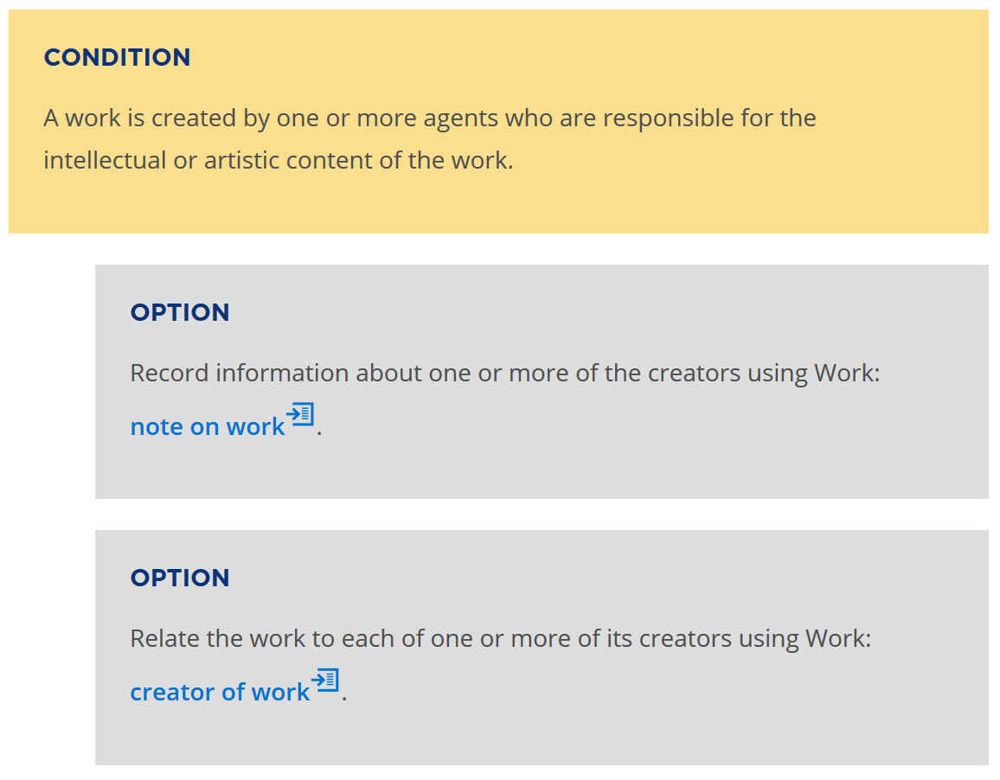 CONDITION
A work is created by one or more agents who are responsible for the
intellectual or artistic content of the work.
OPTION
Record information about one or more of the creators using Work:
note on work.
OPTION
Relate the work to each of one or more of its creators using Work:
creator of work.